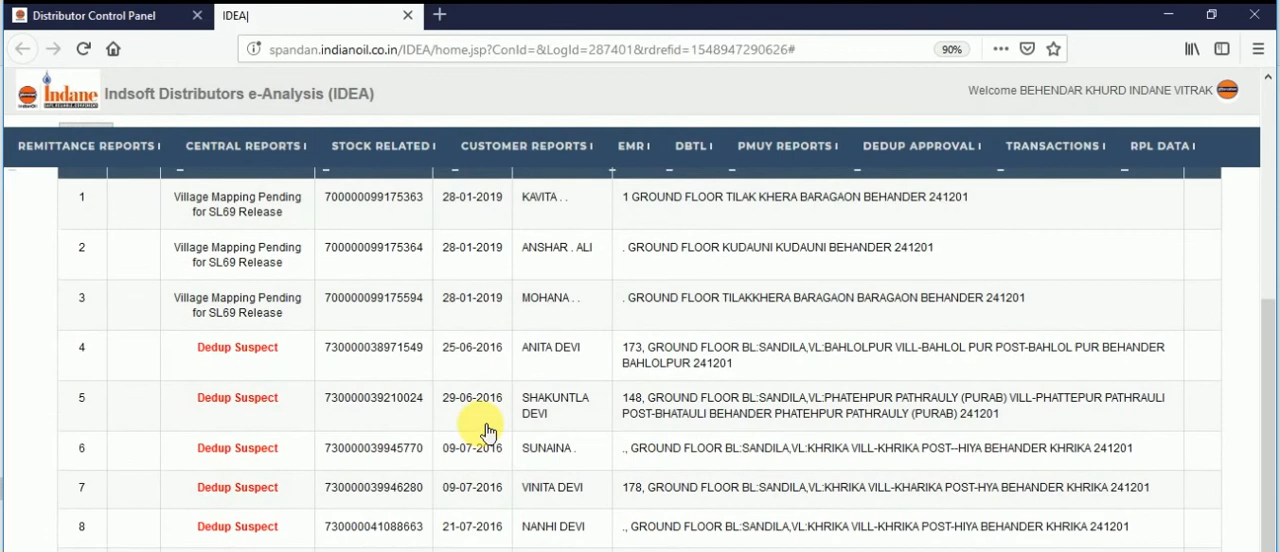 Distributor Control Panel
IDEA
spandan.indianoil.co.in/IDEA/home.jsp?ConId=&LogId=287401&rdrefid=1548947290626#
90%
Indane
Indsoft Distributors e-Analysis (IDEA)
Welcome BEHENDAR KHURD INDANE VITRAK
REMITTANCE REPORTS CENTRAL REPORTS STOCK RELATED CUSTOMER REPORTS EMR DBTL PMUY REPORTS DEDUP APPROVAL TRANSACTIONS RPL DATA
1 Village Mapping Pending 700000099175363 28-01-2019 KAVITA . . 1 GROUND FLOOR TILAK KHERA BARAGAON BEHANDER 241201
for SL69 Release
2 Village Mapping Pending 700000099175364 28-01-2019 ANSHAR . ALI . GROUND FLOOR KUDAUNI KUDAUNI BEHANDER 241201
for SL69 Release
3 Village Mapping Pending 700000099175594 28-01-2019 MOHANA . . . GROUND FLOOR TILAKKHERA BARAGAON BARAGAON BEHANDER 241201
for SL69 Release
4 Dedup Suspect 730000038971549 25-06-2016 ANITA DEVI 173, GROUND FLOOR BL:SANDILA,VL:BAHLOLPUR VILL-BAHLOL PUR POST-BAHLOL PUR BEHANDER
BAHLOLPUR 241201
5 Dedup Suspect 730000039210024 29-06-2016 SHAKUNTLA 148, GROUND FLOOR BL:SANDILA,VL:PHATEHPUR PATHRAULY (PURAB) VILL-PHATTEPUR PATHRAULI
DEVI POST-BHATAULI BEHANDER PHATEHPUR PATHRAULY (PURAB) 241201
6 Dedup Suspect 730000039945770 09-07-2016 SUNAINA . ., GROUND FLOOR BL:SANDILA,VL:KHRIKA VILL-KHRIKA POST--HIYA BEHANDER KHRIKA 241201
7 Dedup Suspect 730000039946280 09-07-2016 VINITA DEVI 178, GROUND FLOOR BL:SANDILA,VL:KHRIKA VILL-KHARIKA POST-HYA BEHANDER KHRIKA 241201
8 Dedup Suspect 730000041088663 21-07-2016 NANHI DEVI ., GROUND FLOOR BL:SANDILA,VL:KHRIKA VILL-KHRIKA POST-HIYA BEHANDER KHRIKA 241201